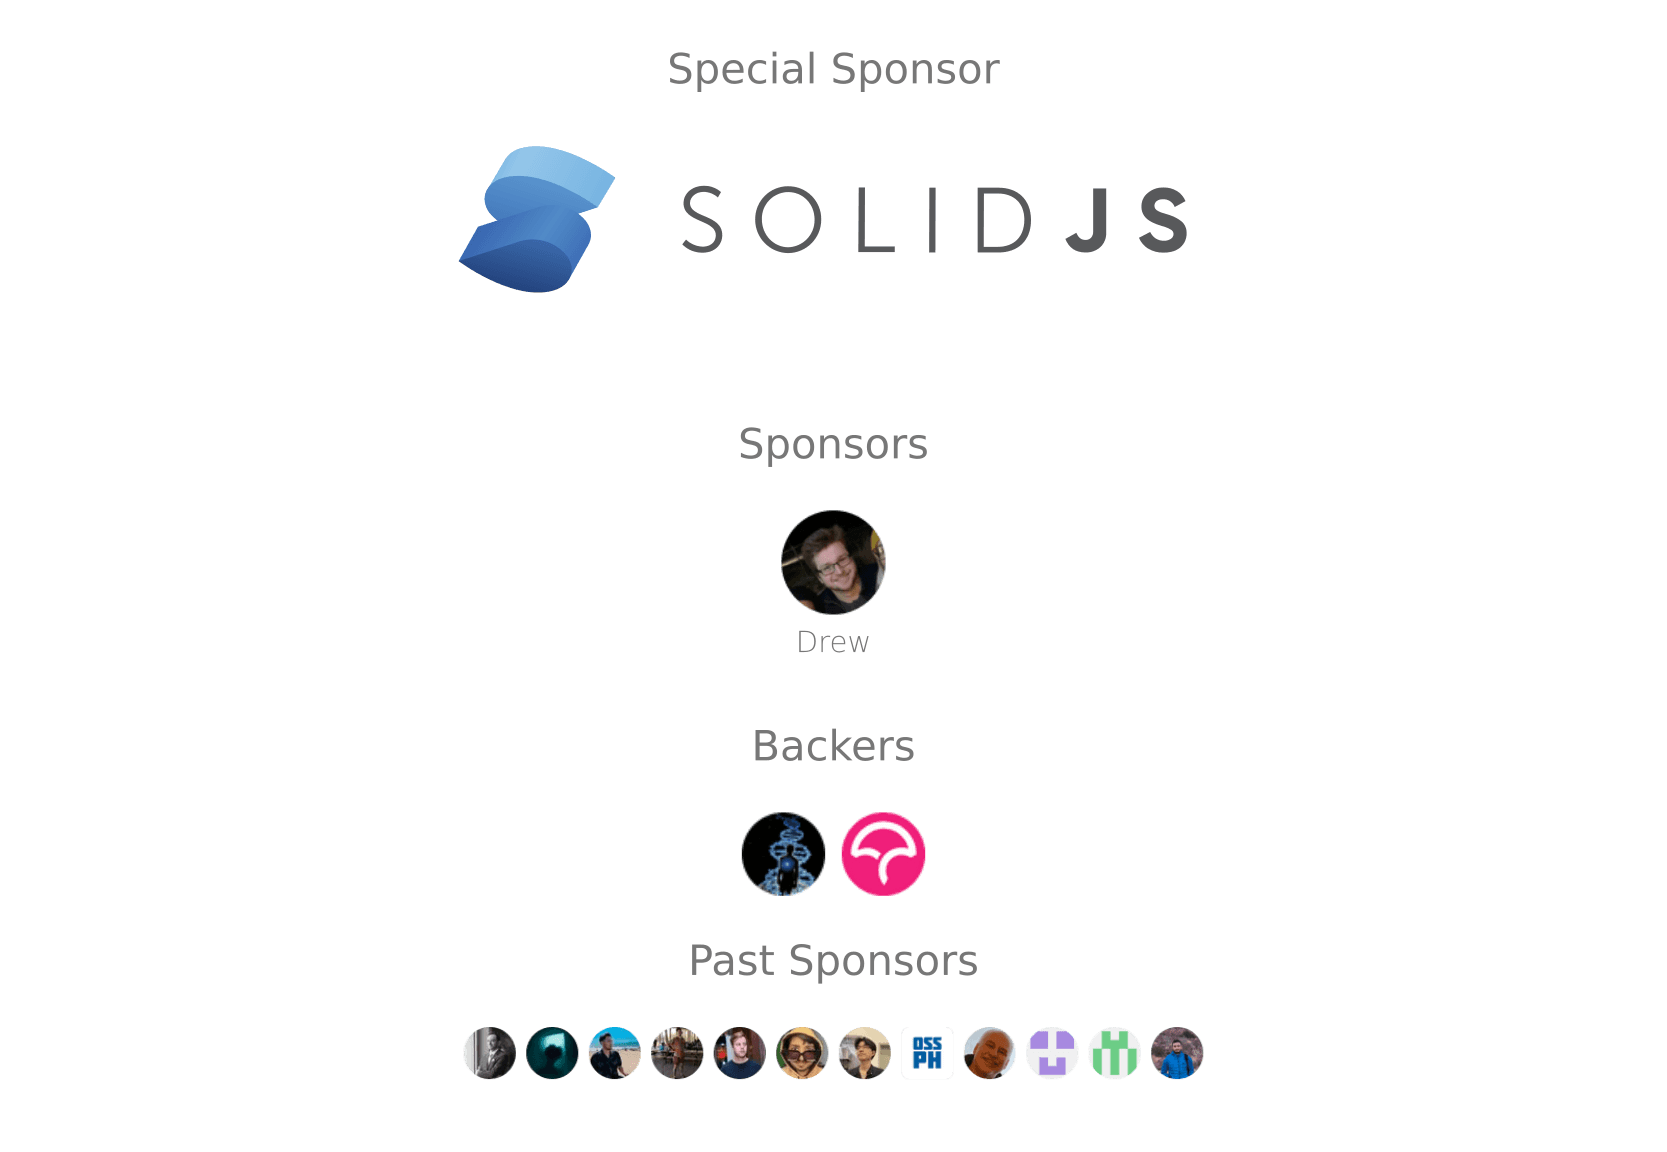 Special Sponsor
SOLIDJS
Sponsors
Drew
Backers
Past Sponsors
OSS
PH